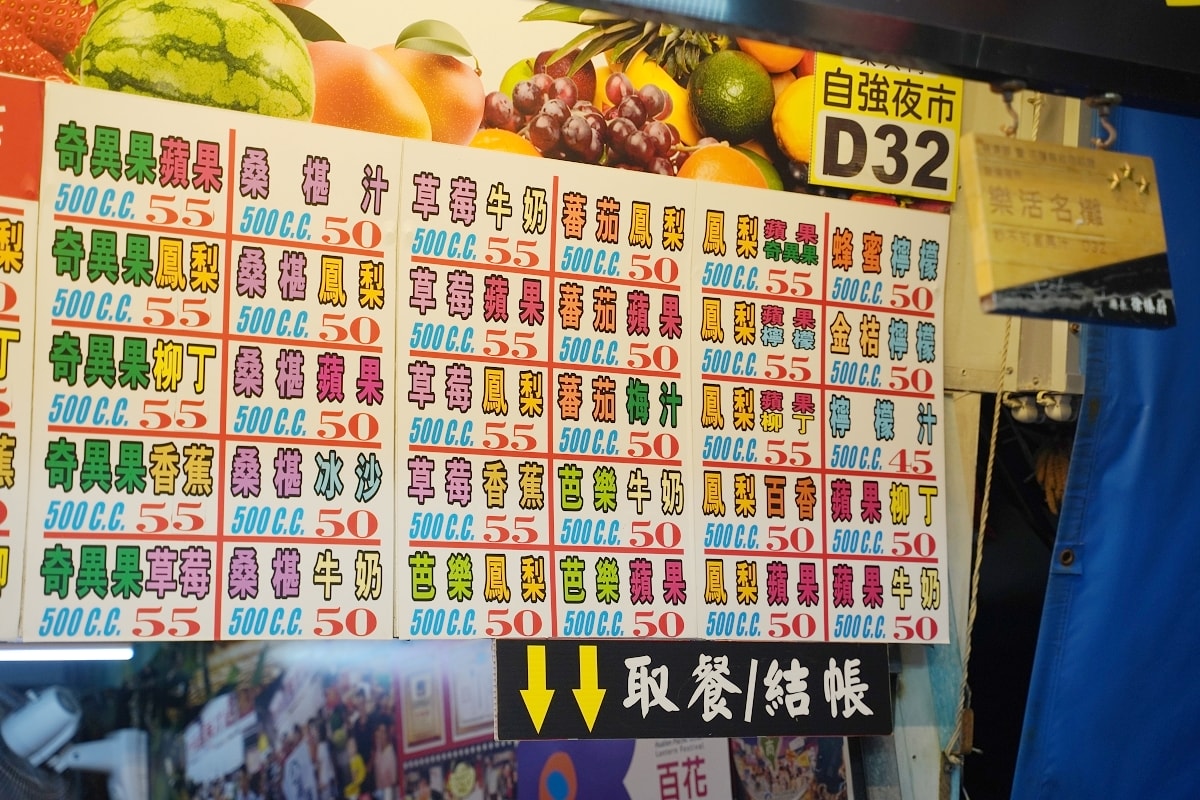 自強夜市
D32
樂活名攤
奇異果蘋果
500 C.C. 55
奇異果鳳梨
500 C.C. 55
奇異果柳丁
500 C.C. 55
奇異果香蕉
500 C.C. 55
奇異果草莓
500 C.C. 55
桑椹汁
500 C.C. 50
桑椹鳳梨
500 C.C. 50
桑椹蘋果
500 C.C. 50
桑椹冰沙
500 C.C. 50
桑椹牛奶
500 C.C. 50
草莓牛奶
500 C.C. 55
草莓蘋果
500 C.C. 55
草莓鳳梨
500 C.C. 55
草莓香蕉
500 C.C. 55
芭樂鳳梨
500 C.C. 50
蕃茄鳳梨
500 C.C. 50
蕃茄蘋果
500 C.C. 50
蕃茄梅汁
500 C.C. 50
芭樂牛奶
500 C.C. 50
芭樂蘋果
500 C.C. 50
鳳梨蘋果奇異果
500 C.C. 55
鳳梨蘋果檸檬
500 C.C. 55
鳳梨蘋果柳丁
500 C.C. 55
鳳梨百香
500 C.C. 50
鳳梨蘋果
500 C.C. 50
蜂蜜檸檬
500 C.C. 50
金桔檸檬
500 C.C. 50
檸檬汁
500 C.C. 45
蘋果柳丁
500 C.C. 50
蘋果牛奶
500 C.C. 50
取餐/結帳
百花